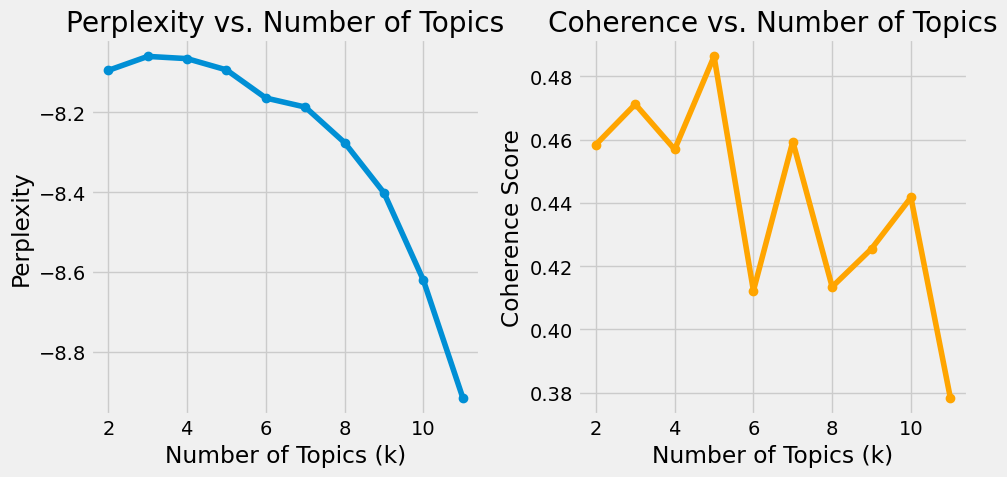 Perplexity vs. Number of Topics
Perplexity
−8.2
−8.4
−8.6
−8.8
2 4 6 8 10
Number of Topics (k)
Coherence vs. Number of Topics
Coherence Score
0.48
0.46
0.44
0.42
0.40
0.38
2 4 6 8 10
Number of Topics (k)